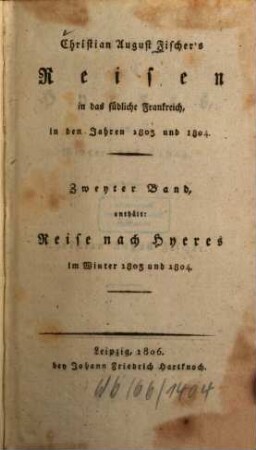 Christian August Fischer's
Reisen
in das südliche Frankreich,
in den Jahren 1803 und 1804.
Zweyter Band,
enthält:
Reise nach Hyeres
im Winter 1803 und 1804.
Leipzig, 1806.
bey Johann Friedrich Hartknoch.